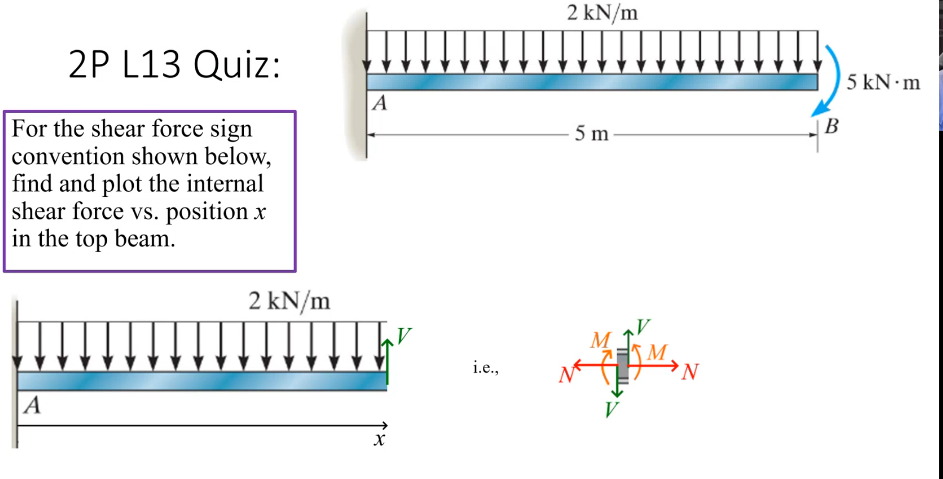 2 kN/m
2P L13 Quiz:
5 kN·m
A
B
5 m
For the shear force sign
convention shown below,
find and plot the internal
shear force vs. position x
in the top beam.
2 kN/m
V
A
x
i.e.,
V
M
M
N
N
V